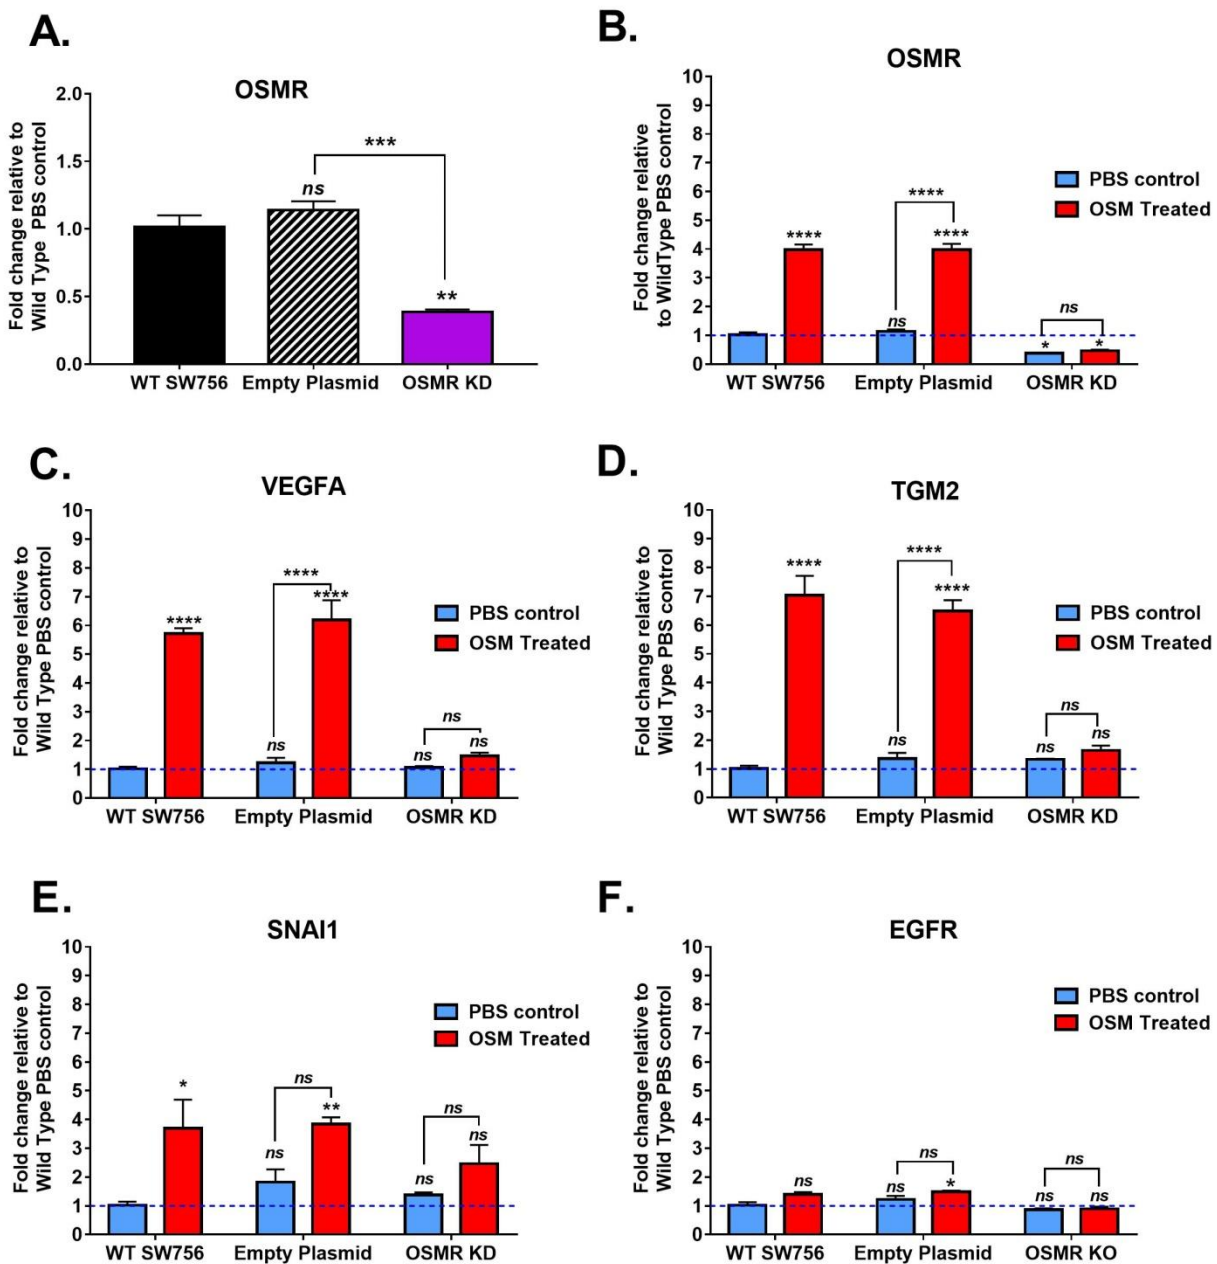 A.
OSMR
Fold change relative to
Wild Type PBS control
2.0
1.5
1.0
0.5
0.0
***
ns
**
WT SW756 Empty Plasmid OSMR KD
B.
OSMR
Fold change relative
to WildType PBS control
10
9
8
7
6
5
4
3
2
1
0
PBS control
OSM Treated
****
****
****
ns
ns
*
*
WT SW756 Empty Plasmid OSMR KD
C.
VEGFA
Fold change relative to
Wild Type PBS control
10
9
8
7
6
5
4
3
2
1
0
PBS control
OSM Treated
****
****
****
ns
ns
ns
ns
WT SW756 Empty Plasmid OSMR KD
D.
TGM2
Fold change relative to
Wild Type PBS control
10
9
8
7
6
5
4
3
2
1
0
PBS control
OSM Treated
****
****
****
ns
ns
ns
ns
WT SW756 Empty Plasmid OSMR KD
E.
SNAI1
Fold change relative to
Wild Type PBS control
10
9
8
7
6
5
4
3
2
1
0
PBS control
OSM Treated
*
ns
**
ns
ns
ns
ns
WT SW756 Empty Plasmid OSMR KD
F.
EGFR
Fold change relative to
Wild Type PBS control
10
9
8
7
6
5
4
3
2
1
0
PBS control
OSM Treated
ns
ns
ns
*
ns
ns
ns
WT SW756 Empty Plasmid OSMR KO